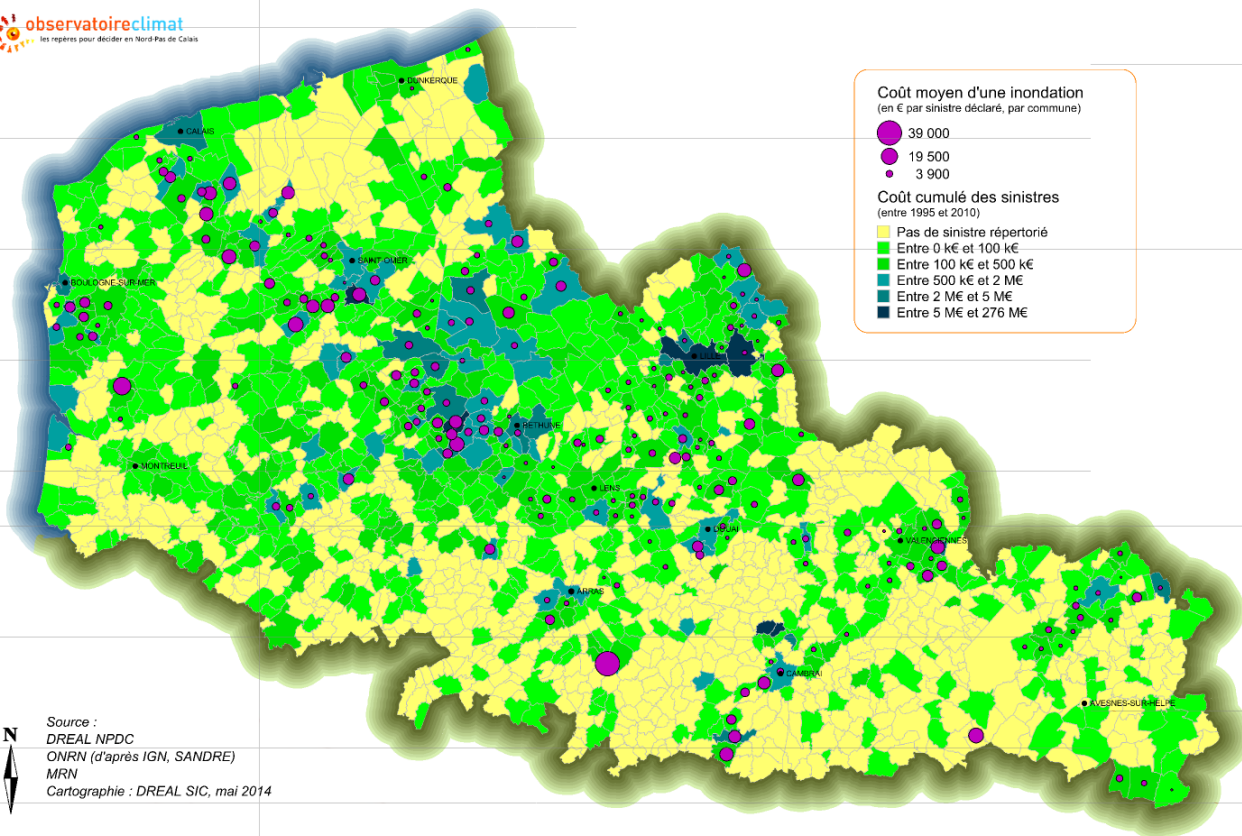 observatoireclimat
les repères pour décider en Nord-Pas de Calais
DUNKERQUE
CALAIS
SAINT-OMER
BOULOGNE-SUR-MER
LILLE
BETHUNE
MONTREUIL
LENS
DOUAI
VALENCIENNES
ARRAS
CAMBRAI
AVESNES-SUR-HELPE
Coût moyen d'une inondation
(en € par sinistre déclaré, par commune)
39 000
19 500
3 900
Coût cumulé des sinistres
(entre 1995 et 2010)
Pas de sinistre répertorié
Entre 0 k€ et 100 k€
Entre 100 k€ et 500 k€
Entre 500 k€ et 2 M€
Entre 2 M€ et 5 M€
Entre 5 M€ et 276 M€
N
Source :
DREAL NPDC
ONRN (d'après IGN, SANDRE)
MRN
Cartographie : DREAL SIC, mai 2014